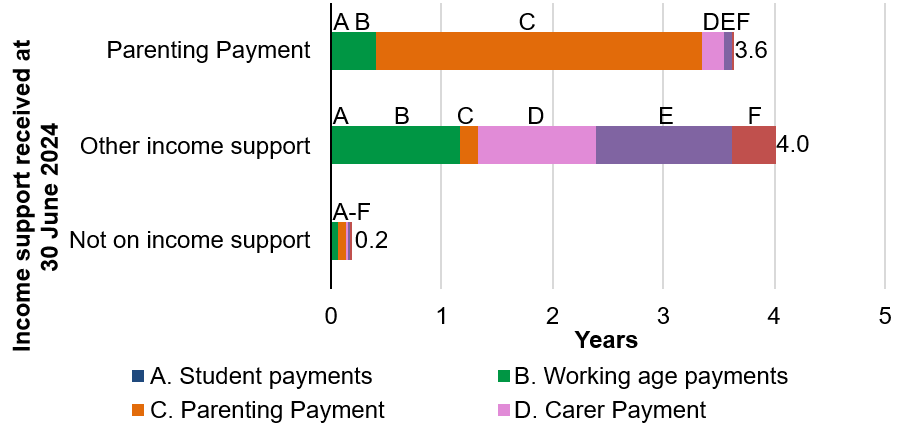 Income support received at
30 June 2024
A B C DEF
Parenting Payment 3.6
A B C D E F
Other income support 4.0
A-F
Not on income support 0.2
0 1 2 3 4 5
Years
A. Student payments B. Working age payments
C. Parenting Payment D. Carer Payment